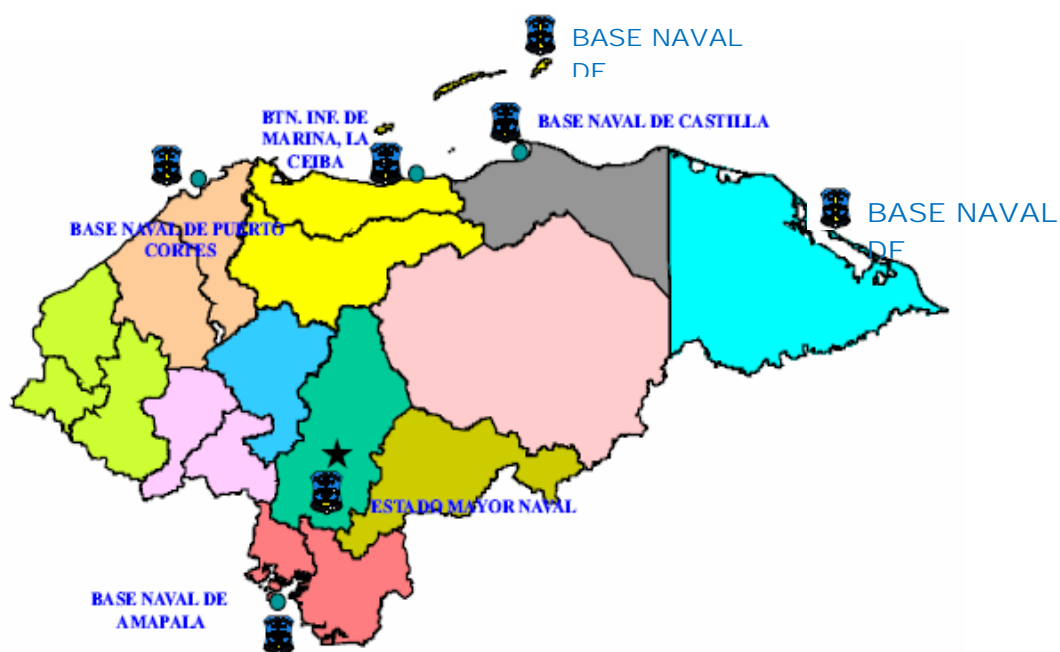 BASE NAVAL
DE
BTN. INF. DE
MARINA, LA
CEIBA
BASE NAVAL DE CASTILLA
BASE NAVAL DE PUERTO
CORTES
BASE NAVAL
DE
ESTADO MAYOR NAVAL
BASE NAVAL DE
AMAPALA